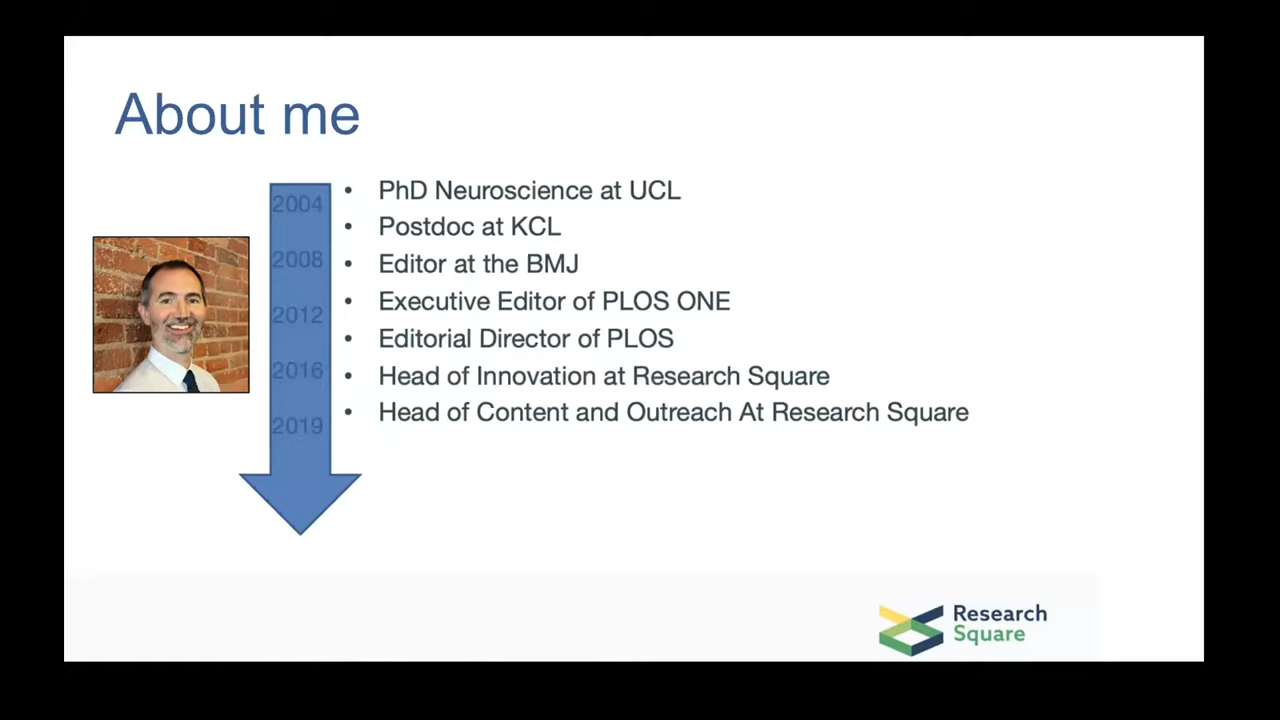 About me
2004
2008
2012
2016
2019
• PhD Neuroscience at UCL
• Postdoc at KCL
• Editor at the BMJ
• Executive Editor of PLOS ONE
• Editorial Director of PLOS
• Head of Innovation at Research Square
• Head of Content and Outreach At Research Square
Research
Square